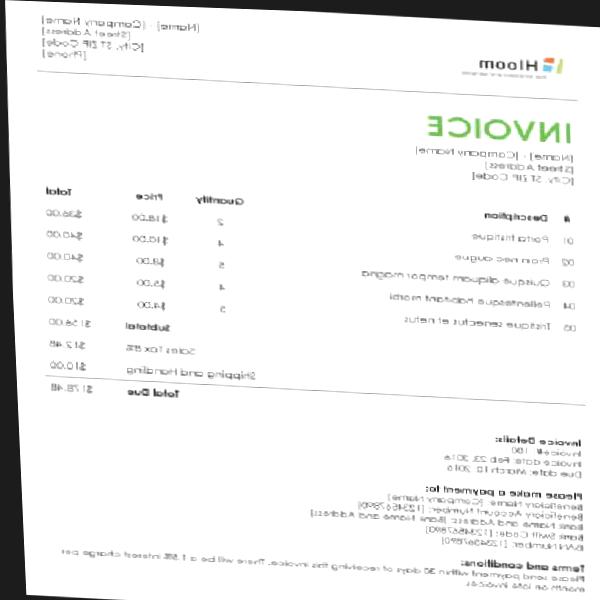 Hloom
[Name] - [Company Name]
[Street Address]
[City, ST ZIP Code]
[Phone]
INVOICE
[Name] - [Company Name]
[Street Address]
[City, ST ZIP Code]
# Description Quantity Price Total
01 Porta tristique 2 $18.00 $36.00
02 Proin nec augue 4 $10.00 $40.00
03 Quisque aliquam tempor magna 5 $8.00 $40.00
04 Pellentesque habitant morbi 4 $5.00 $20.00
05 Tristique senectus et netus 5 $4.00 $20.00
Subtotal $156.00
Sales Tax 8% $12.48
Shipping and Handling $10.00
Total Due $178.48
Invoice Details:
Invoice #: 100
Invoice date: Feb. 23, 2016
Due date: March 10, 2016
Please make a payment to:
Beneficiary Name: [Company Name]
Beneficiary Account Number: [1234567890]
Bank Name and Address: [Bank Name and Address]
Bank Swift Code: [1234567890]
IBAN Number: [1234567890]
Terms and conditions:
Please send payment within 30 days of receiving this invoice. There will be a 1.5% interest charge per
month on late invoices.